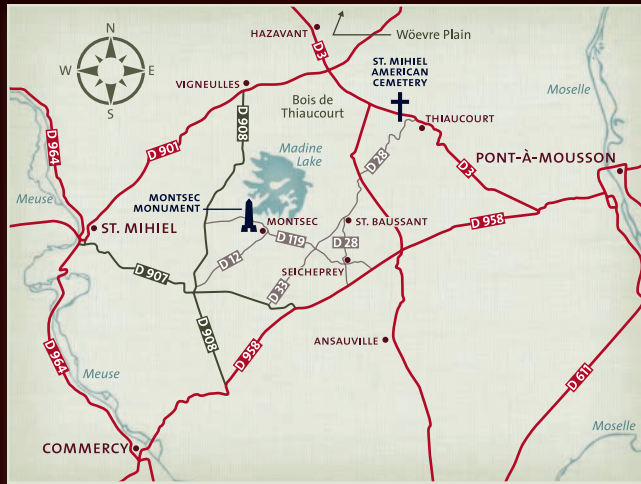 HAZAVANT
Wöevre Plain
N
W
E
S
D 3
ST. MIHIEL
AMERICAN
CEMETERY
Moselle
VIGNEULLES
Bois de
Thiaucourt
D 964
D 908
THIAUCOURT
D 901
Madine
Lake
D 28
D 3
PONT-À-MOUSSON
Meuse
MONTSEC
MONUMENT
D 958
ST. MIHIEL
MONTSEC
ST. BAUSSANT
D 119
D 28
D 12
SEICHEPREY
D 907
D 33
D 908
D 958
ANSAUVILLE
D 964
Meuse
D 611
Moselle
COMMERCY